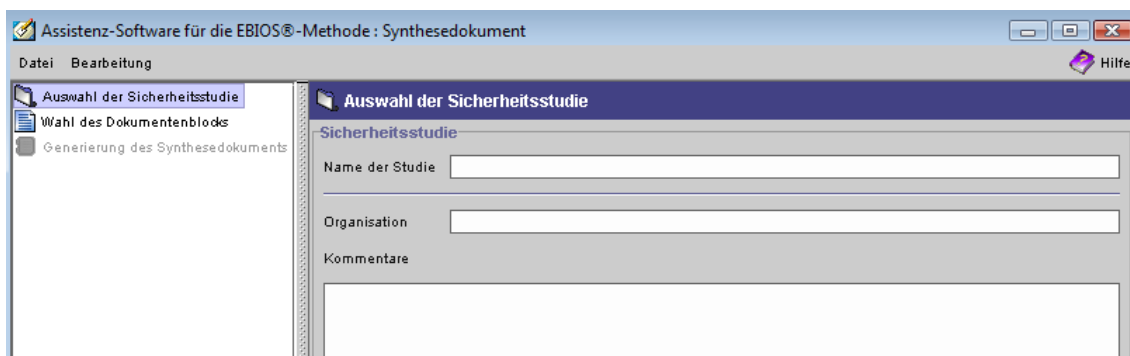 Assistenz-Software für die EBIOS®-Methode : Synthesedokument
Datei Bearbeitung Hilfe
Auswahl der Sicherheitsstudie
Wahl des Dokumentenblocks
Generierung des Synthesedokuments
Auswahl der Sicherheitsstudie
Sicherheitsstudie
Name der Studie
Organisation
Kommentare